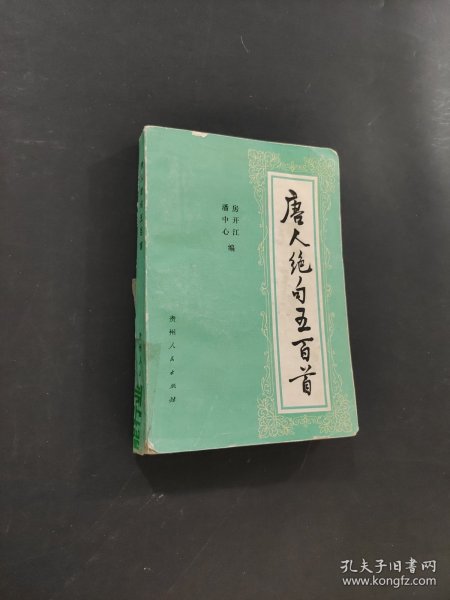 唐人绝句五百首
房开江
潘中心
编
贵州人民出版社
孔夫子旧书网
www.kongfz.com